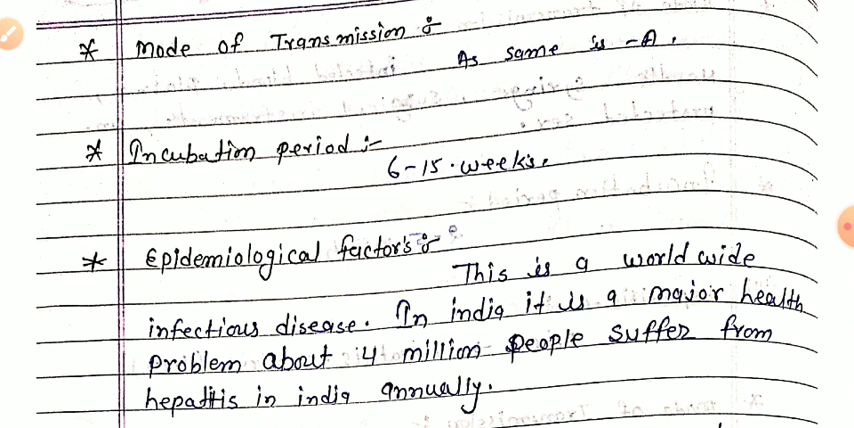 * Mode of Transmission :-
As same is -A.
* Incubation period :-
6-15. weeks.
* Epidemiological factor's :-
This is a world wide
infectious disease. In india it is a major health
problem about 4 million people suffer from
hepatitis in india annually.